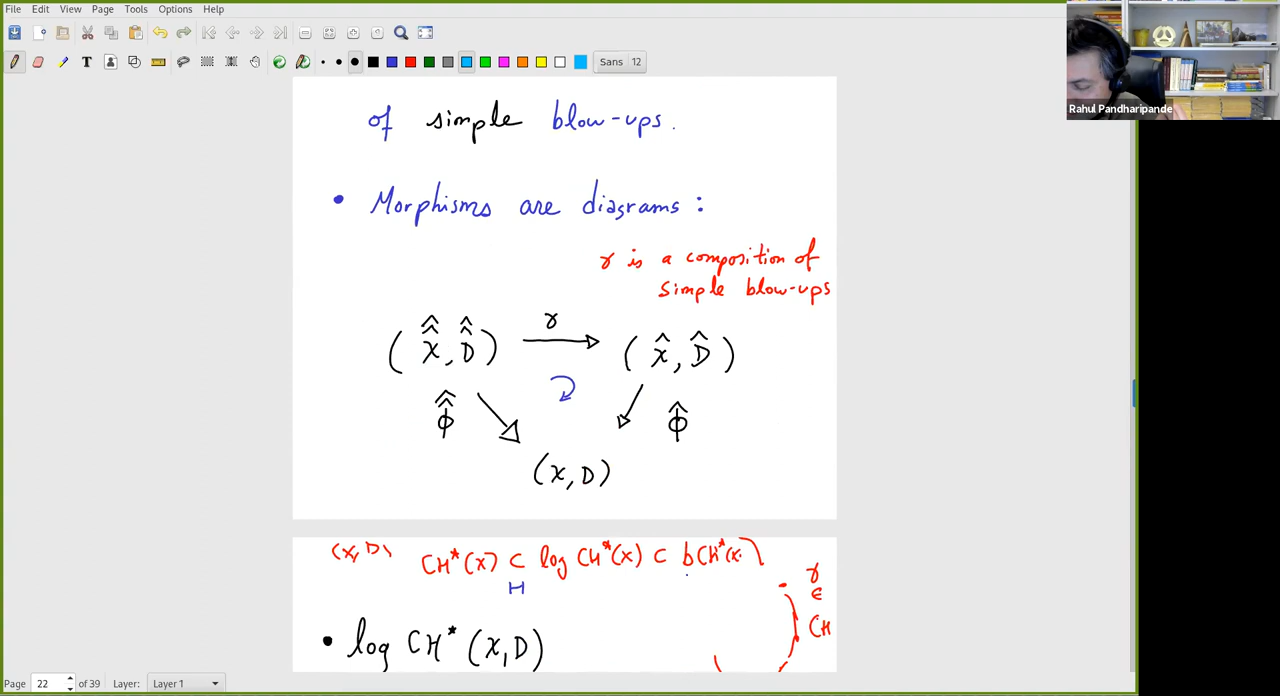 File Edit View Page Tools Options Help
Sans 12
Rahul Pandharipande
of simple blow-ups.
• Morphisms are diagrams:
γ is a composition of
simple blow-ups
γ
( X̂̂, D̂̂ ) ⟶ ( X̂, D̂ )
ϕ̂̂ ϕ̂
(X, D)
(X, D) CH*(X) ⊂ log CH*(X) ⊂ bCH*(X)
γ
∈
CH
• log CH* (X, D)
Page 22 of 39 Layer: Layer 1